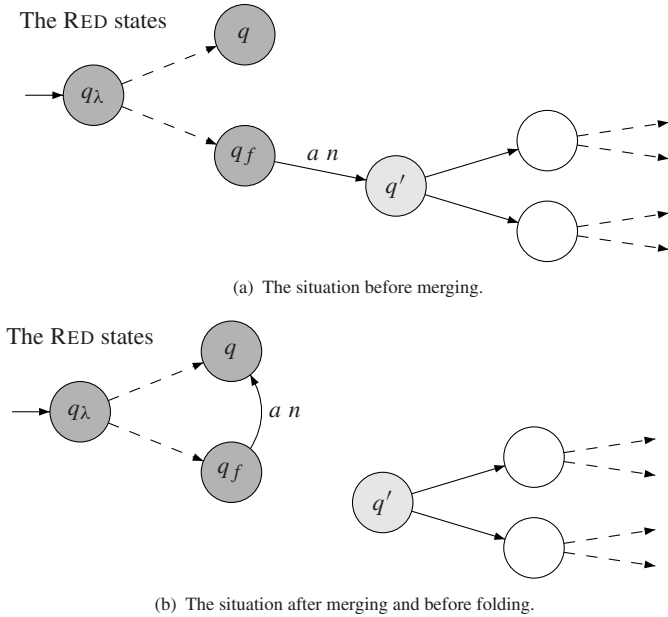 The RED states
q
qλ
qf
a n
q′
(a) The situation before merging.
The RED states
q
qλ
a n
qf
q′
(b) The situation after merging and before folding.